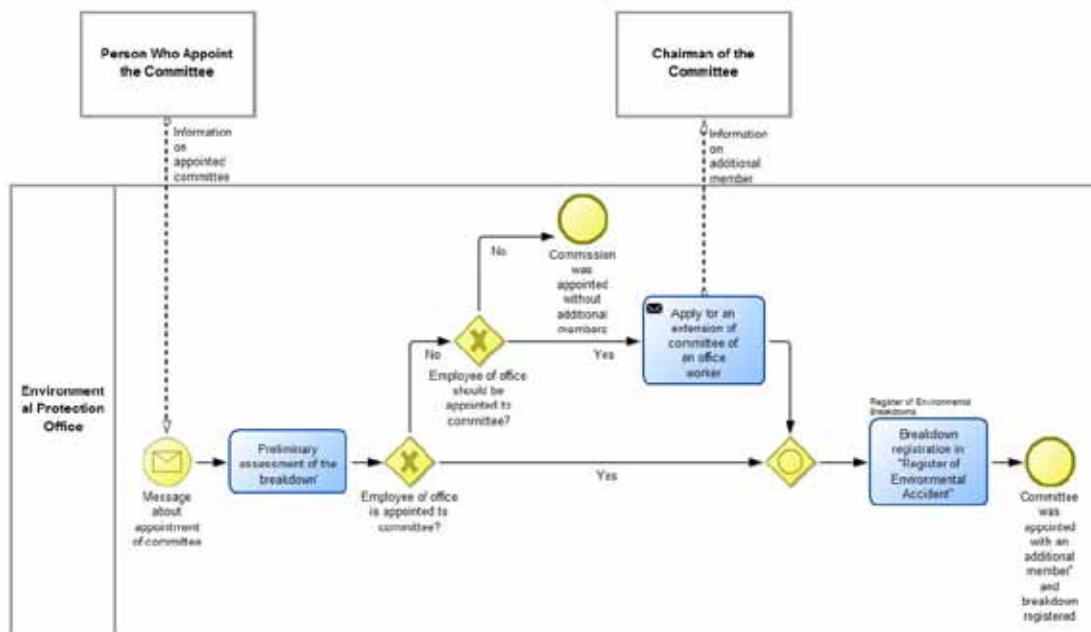 Person Who Appoint
the Committee
Chairman of the
Committee
Information
on
appointed
committee
Information
on
additional
member
No
Commission
was
appointed
without
additional
members
Apply for an
extension of
committee of
an office
worker
No
Yes
Employee of office
should be
appointed to
committee?
Environment
al Protection
Office
Register of Environmental
Breakdowns
Preliminary
assessment of the
breakdown'
Breakdown
registration in
"Register of
Environmental
Accident"
Yes
Message
about
appointment
of committee
Employee of office
is appointed to
committee?
Committee
was
appointed
with an
additional
member"
and
breakdown
registered